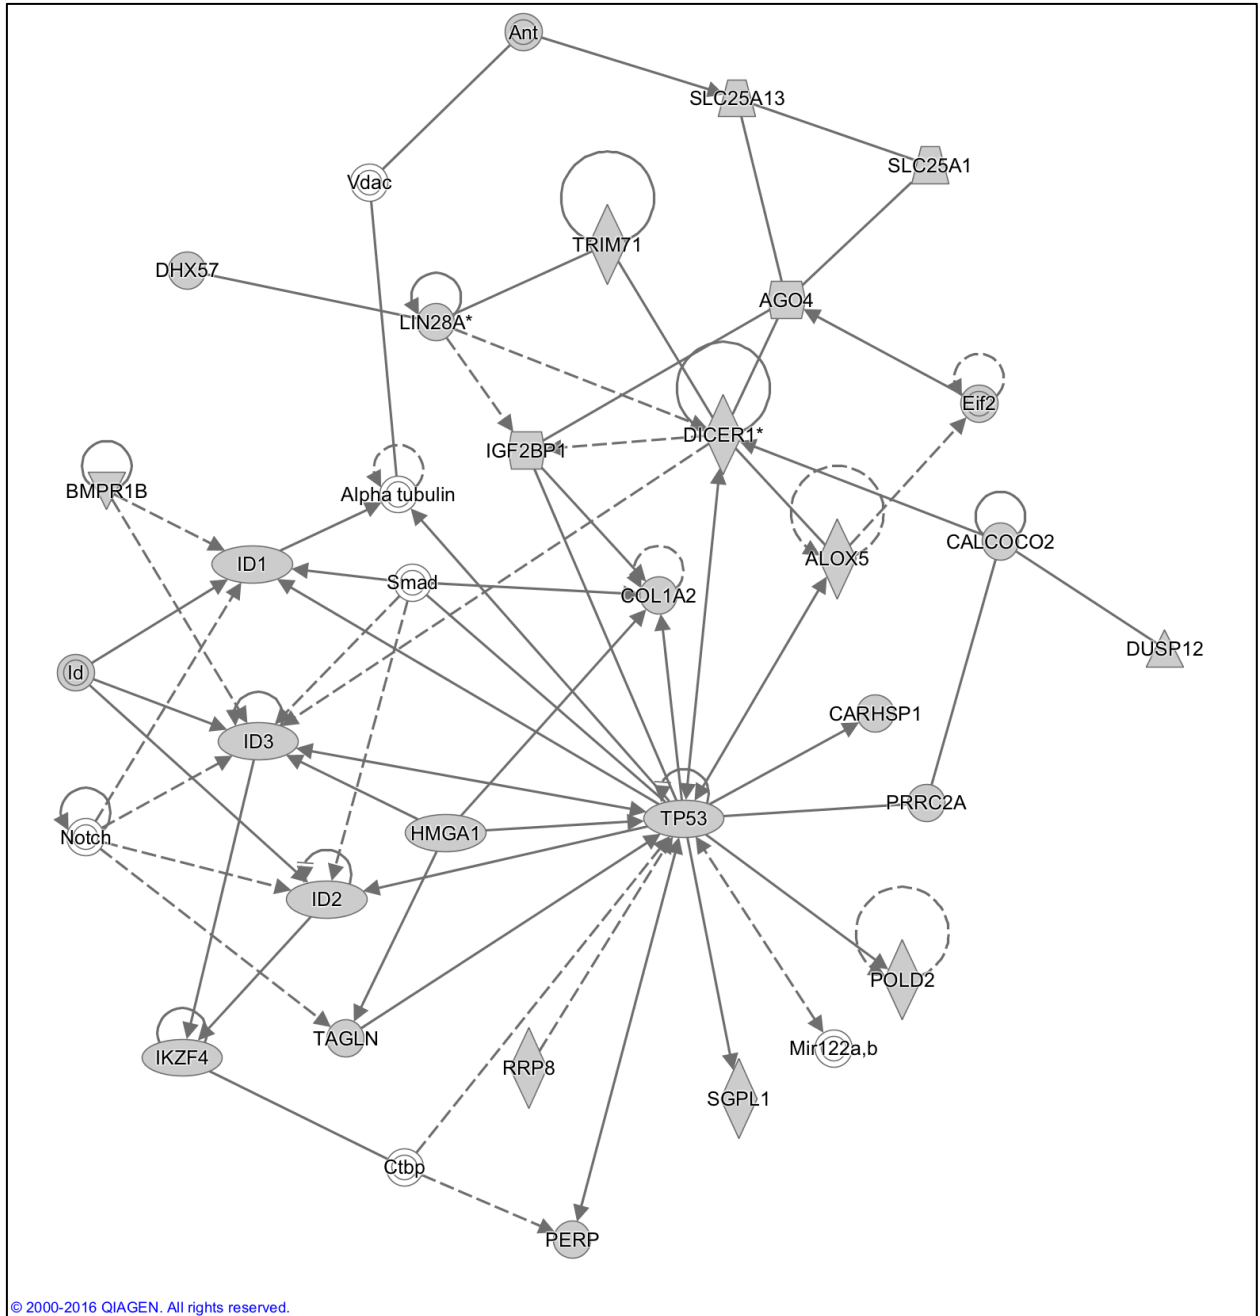 Ant
SLC25A13
SLC25A1
Vdac
TRIM71
DHX57
AGO4
LIN28A*
Eif2
DICER1*
IGF2BP1
BMPR1B
Alpha tubulin
CALCOCO2
ALOX5
ID1
Smad
COL1A2
DUSP12
Id
CARHSP1
ID3
PRRC2A
TP53
HMGA1
Notch
ID2
POLD2
TAGLN
Mir122a,b
IKZF4
RRP8
SGPL1
Ctbp
PERP
© 2000-2016 QIAGEN. All rights reserved.